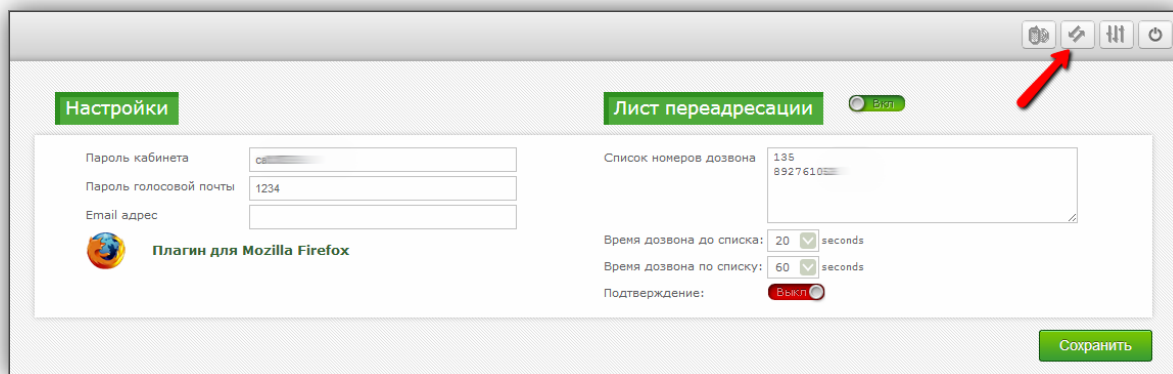 Настройки
Лист переадресации
Вкл
Пароль кабинета
Пароль голосовой почты
1234
Email адрес
Плагин для Mozilla Firefox
Список номеров дозвона
135
Время дозвона до списка: 20 seconds
Время дозвона по списку: 60 seconds
Подтверждение: Выкл
Сохранить